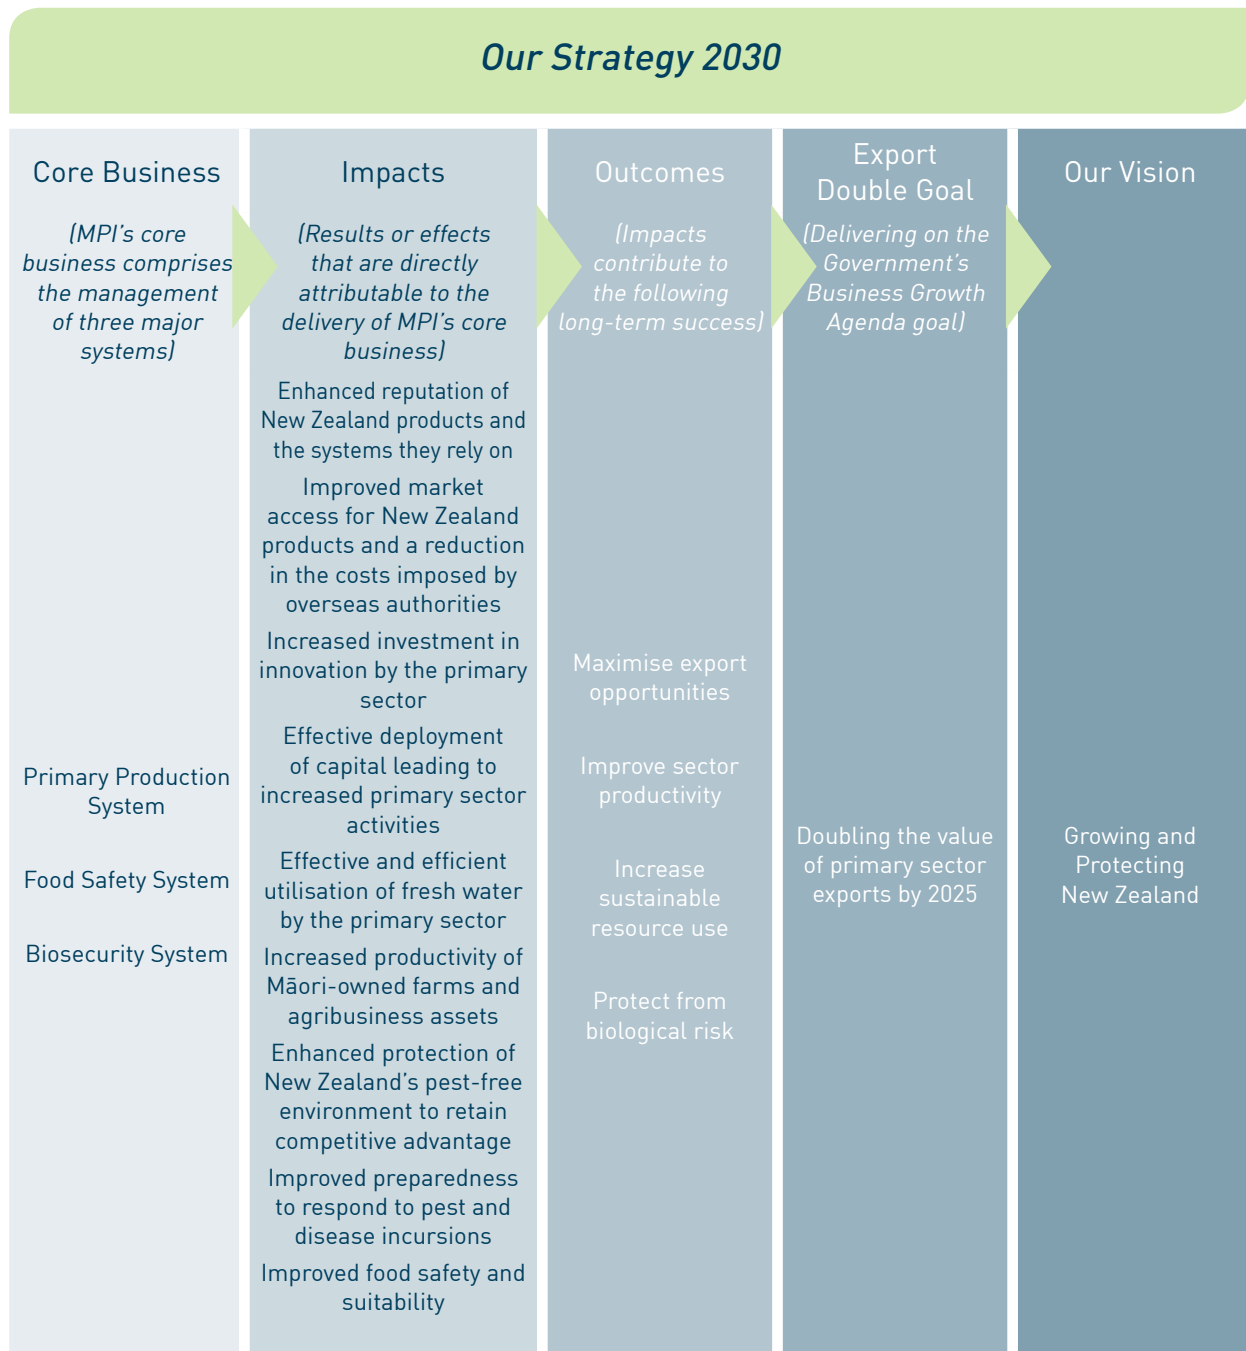 Our Strategy 2030
Core Business
(MPI’s core
business comprises
the management
of three major
systems)
Primary Production
System
Food Safety System
Biosecurity System
Impacts
(Results or effects
that are directly
attributable to the
delivery of MPI’s core
business)
Enhanced reputation of
New Zealand products and
the systems they rely on
Improved market
access for New Zealand
products and a reduction
in the costs imposed by
overseas authorities
Increased investment in
innovation by the primary
sector
Effective deployment
of capital leading to
increased primary sector
activities
Effective and efficient
utilisation of fresh water
by the primary sector
Increased productivity of
Māori-owned farms and
agribusiness assets
Enhanced protection of
New Zealand’s pest-free
environment to retain
competitive advantage
Improved preparedness
to respond to pest and
disease incursions
Improved food safety and
suitability
Outcomes
(Impacts
contribute to
the following
long-term success)
Maximise export
opportunities
Improve sector
productivity
Increase
sustainable
resource use
Protect from
biological risk
Export
Double Goal
(Delivering on the
Government’s
Business Growth
Agenda goal)
Doubling the value
of primary sector
exports by 2025
Our Vision
Growing and
Protecting
New Zealand